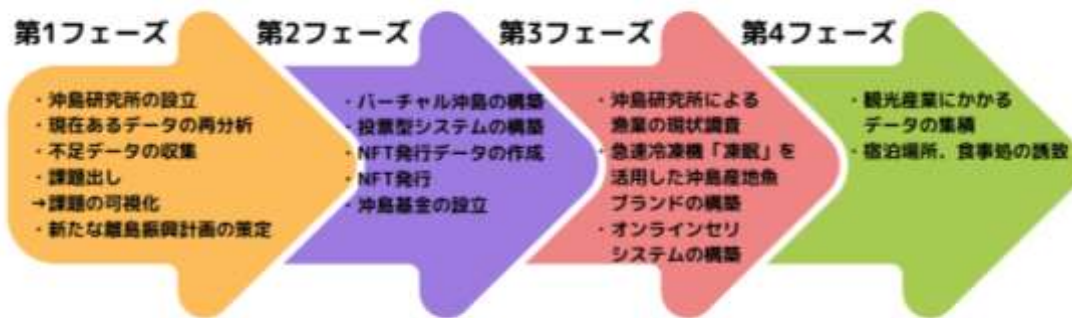 第1フェーズ
・沖島研究所の設立
・現在あるデータの再分析
・不足データの収集
・課題出し
→課題の可視化
・新たな離島振興計画の策定
第2フェーズ
・バーチャル沖島の構築
・投票型システムの構築
・NFT発行データの作成
・NFT発行
・沖島基金の設立
第3フェーズ
・沖島研究所による
漁業の現状調査
・急速冷凍機「凍眠」を
活用した沖島産地魚
ブランドの構築
・オンラインセリ
システムの構築
第4フェーズ
・観光産業にかかる
データの集積
・宿泊場所、食事処の誘致